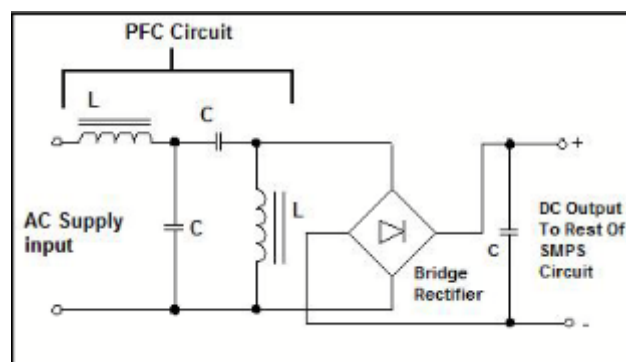 PFC Circuit
L
C
C
L
AC Supply
input
Bridge
Rectifier
C
+
DC Output
To Rest Of
SMPS
Circuit
-